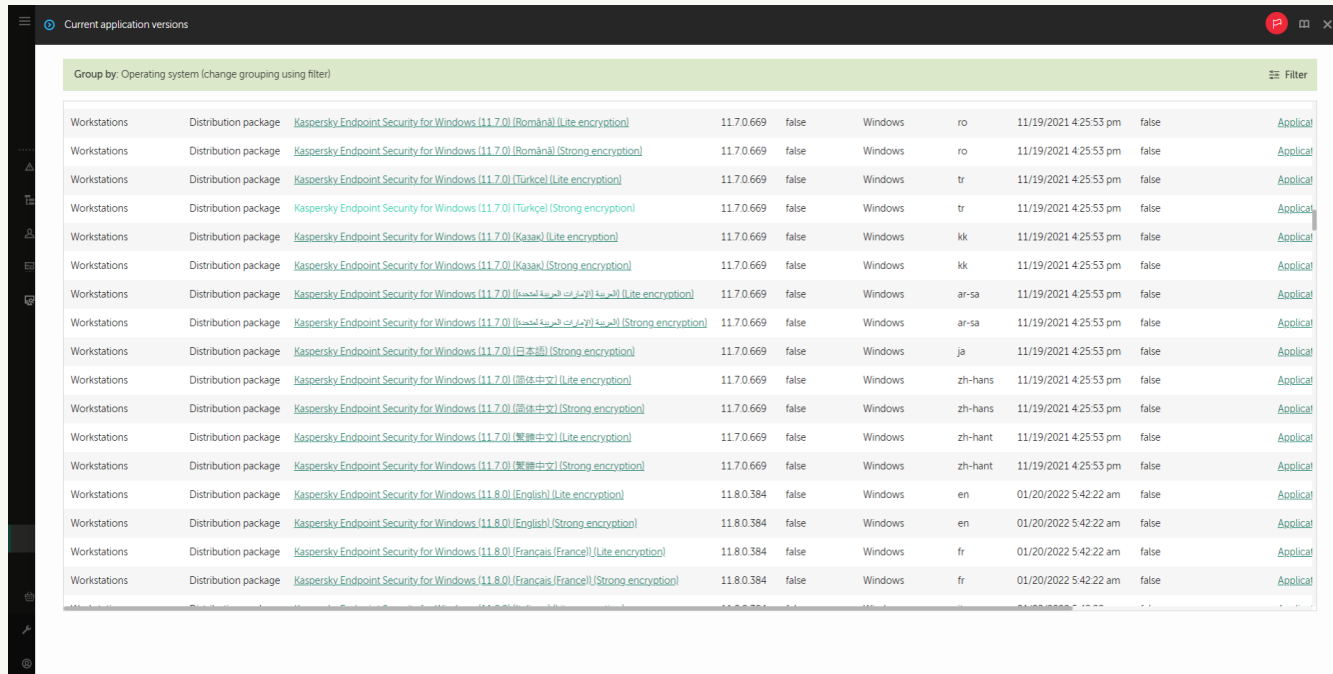 Current application versions
Group by: Operating system (change grouping using filter)
Filter
Workstations Distribution package Kaspersky Endpoint Security for Windows (11.7.0) (Română) (Lite encryption) 11.7.0.669 false Windows ro 11/19/2021 4:25:53 pm false Applicat
Workstations Distribution package Kaspersky Endpoint Security for Windows (11.7.0) (Română) (Strong encryption) 11.7.0.669 false Windows ro 11/19/2021 4:25:53 pm false Applicat
Workstations Distribution package Kaspersky Endpoint Security for Windows (11.7.0) (Türkçe) (Lite encryption) 11.7.0.669 false Windows tr 11/19/2021 4:25:53 pm false Applicat
Workstations Distribution package Kaspersky Endpoint Security for Windows (11.7.0) (Türkçe) (Strong encryption) 11.7.0.669 false Windows tr 11/19/2021 4:25:53 pm false Applicat
Workstations Distribution package Kaspersky Endpoint Security for Windows (11.7.0) (Қазақ) (Lite encryption) 11.7.0.669 false Windows kk 11/19/2021 4:25:53 pm false Applicat
Workstations Distribution package Kaspersky Endpoint Security for Windows (11.7.0) (Қазақ) (Strong encryption) 11.7.0.669 false Windows kk 11/19/2021 4:25:53 pm false Applicat
Workstations Distribution package Kaspersky Endpoint Security for Windows (11.7.0) (العربية (الإمارات العربية) (Lite encryption) 11.7.0.669 false Windows ar-sa 11/19/2021 4:25:53 pm false Applicat
Workstations Distribution package Kaspersky Endpoint Security for Windows (11.7.0) (العربية (الإمارات العربية) (Strong encryption) 11.7.0.669 false Windows ar-sa 11/19/2021 4:25:53 pm false Applicat
Workstations Distribution package Kaspersky Endpoint Security for Windows (11.7.0) (日本語) (Strong encryption) 11.7.0.669 false Windows ja 11/19/2021 4:25:53 pm false Applicat
Workstations Distribution package Kaspersky Endpoint Security for Windows (11.7.0) (简体中文) (Lite encryption) 11.7.0.669 false Windows zh-hans 11/19/2021 4:25:53 pm false Applicat
Workstations Distribution package Kaspersky Endpoint Security for Windows (11.7.0) (简体中文) (Strong encryption) 11.7.0.669 false Windows zh-hans 11/19/2021 4:25:53 pm false Applicat
Workstations Distribution package Kaspersky Endpoint Security for Windows (11.7.0) (繁體中文) (Lite encryption) 11.7.0.669 false Windows zh-hant 11/19/2021 4:25:53 pm false Applicat
Workstations Distribution package Kaspersky Endpoint Security for Windows (11.7.0) (繁體中文) (Strong encryption) 11.7.0.669 false Windows zh-hant 11/19/2021 4:25:53 pm false Applicat
Workstations Distribution package Kaspersky Endpoint Security for Windows (11.8.0) (English) (Lite encryption) 11.8.0.384 false Windows en 01/20/2022 5:42:22 am false Applicat
Workstations Distribution package Kaspersky Endpoint Security for Windows (11.8.0) (English) (Strong encryption) 11.8.0.384 false Windows en 01/20/2022 5:42:22 am false Applicat
Workstations Distribution package Kaspersky Endpoint Security for Windows (11.8.0) (Français (France)) (Lite encryption) 11.8.0.384 false Windows fr 01/20/2022 5:42:22 am false Applicat
Workstations Distribution package Kaspersky Endpoint Security for Windows (11.8.0) (Français (France)) (Strong encryption) 11.8.0.384 false Windows fr 01/20/2022 5:42:22 am false Applicat